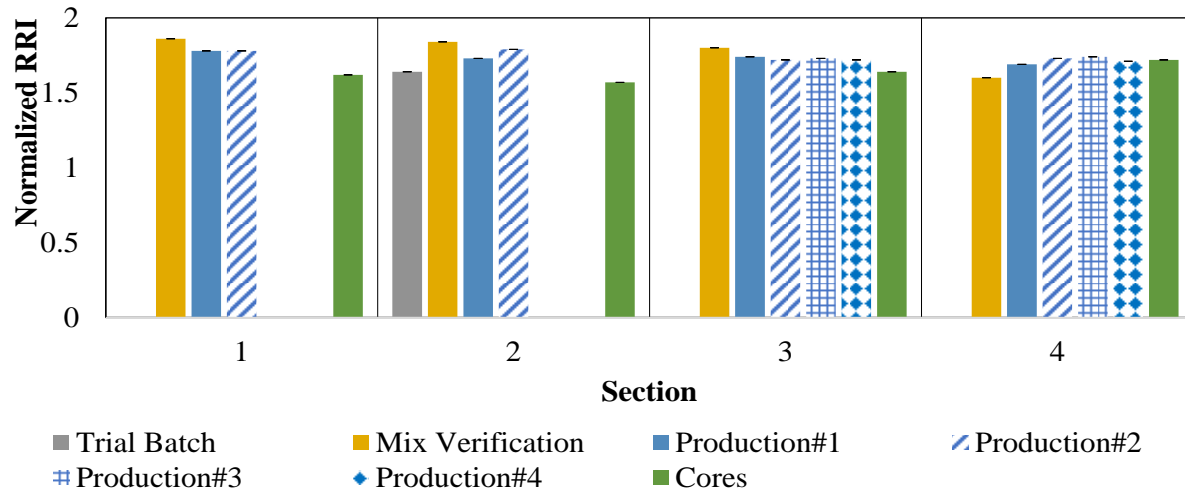 Normalized RRI
2
1.5
1
0.5
0
1 2 3 4
Section
Trial Batch Mix Verification Production#1 Production#2
Production#3 Production#4 Cores